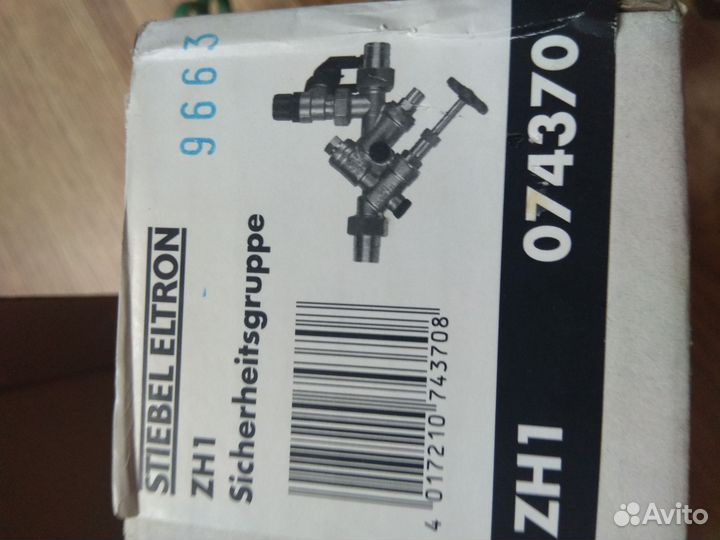 STIEBEL ELTRON
ZH1
Sicherheitsgruppe
9663
4 017210 743708
ZH1 074370
Avito